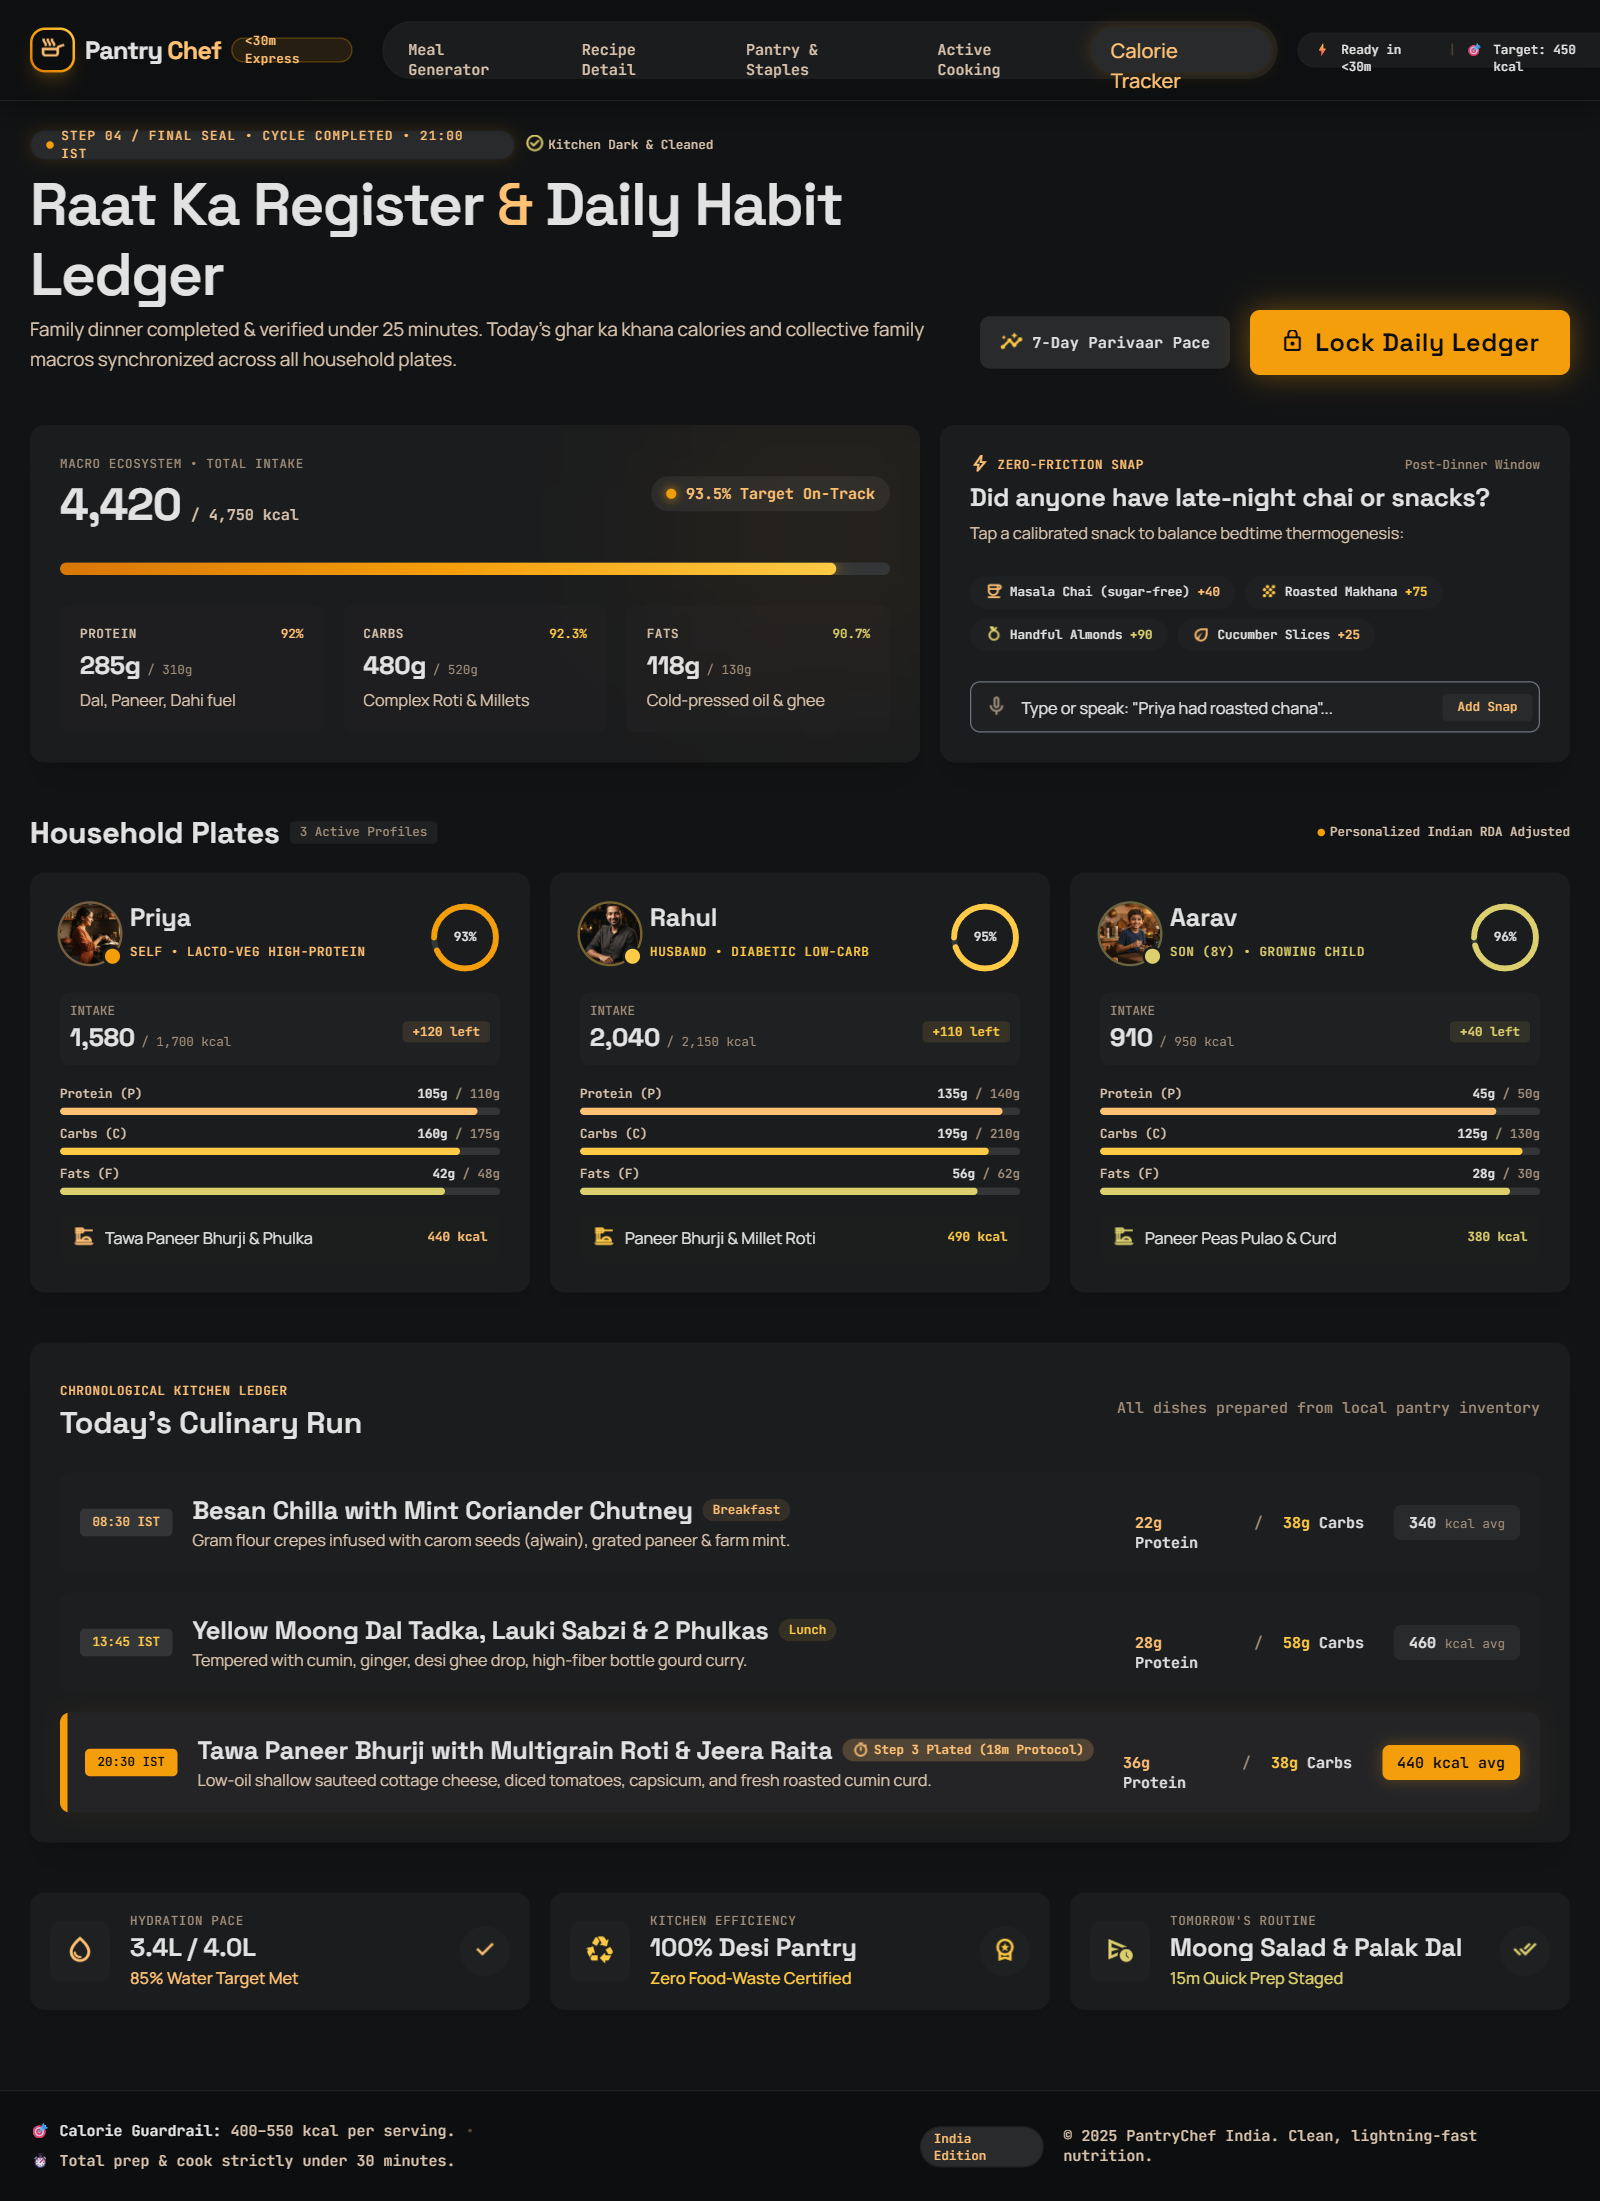 Pantry Chef
<30m
Express
Meal
Generator
Recipe
Detail
Pantry &
Staples
Active
Cooking
Calorie
Tracker
Ready in
<30m
|
Target: 450
kcal
STEP 04 / FINAL SEAL • CYCLE COMPLETED • 21:00
IST
Kitchen Dark & Cleaned
Raat Ka Register & Daily Habit
Ledger
Family dinner completed & verified under 25 minutes. Today's ghar ka khana calories and collective family
macros synchronized across all household plates.
7-Day Parivaar Pace
Lock Daily Ledger
MACRO ECOSYSTEM • TOTAL INTAKE
4,420 / 4,750 kcal
93.5% Target On-Track
PROTEIN 92%
285g / 310g
Dal, Paneer, Dahi fuel
CARBS 92.3%
480g / 520g
Complex Roti & Millets
FATS 90.7%
118g / 130g
Cold-pressed oil & ghee
ZERO-FRICTION SNAP
Post-Dinner Window
Did anyone have late-night chai or snacks?
Tap a calibrated snack to balance bedtime thermogenesis:
Masala Chai (sugar-free) +40
Roasted Makhana +75
Handful Almonds +90
Cucumber Slices +25
Type or speak: "Priya had roasted chana"...
Add Snap
Household Plates
3 Active Profiles
Personalized Indian RDA Adjusted
Priya
SELF • LACTO-VEG HIGH-PROTEIN
93%
INTAKE
1,580 / 1,700 kcal
+120 left
Protein (P) 105g / 110g
Carbs (C) 160g / 175g
Fats (F) 42g / 48g
Tawa Paneer Bhurji & Phulka 440 kcal
Rahul
HUSBAND • DIABETIC LOW-CARB
95%
INTAKE
2,040 / 2,150 kcal
+110 left
Protein (P) 135g / 140g
Carbs (C) 195g / 210g
Fats (F) 56g / 62g
Paneer Bhurji & Millet Roti 490 kcal
Aarav
SON (8Y) • GROWING CHILD
96%
INTAKE
910 / 950 kcal
+40 left
Protein (P) 45g / 50g
Carbs (C) 125g / 130g
Fats (F) 28g / 30g
Paneer Peas Pulao & Curd 380 kcal
CHRONOLOGICAL KITCHEN LEDGER
Today's Culinary Run
All dishes prepared from local pantry inventory
08:30 IST
Besan Chilla with Mint Coriander Chutney
Breakfast
Gram flour crepes infused with carom seeds (ajwain), grated paneer & farm mint.
22g
Protein
/ 38g Carbs
340 kcal avg
13:45 IST
Yellow Moong Dal Tadka, Lauki Sabzi & 2 Phulkas
Lunch
Tempered with cumin, ginger, desi ghee drop, high-fiber bottle gourd curry.
28g
Protein
/ 58g Carbs
460 kcal avg
20:30 IST
Tawa Paneer Bhurji with Multigrain Roti & Jeera Raita
Step 3 Plated (18m Protocol)
Low-oil shallow sauteed cottage cheese, diced tomatoes, capsicum, and fresh roasted cumin curd.
36g
Protein
/ 38g Carbs
440 kcal avg
HYDRATION PACE
3.4L / 4.0L
85% Water Target Met
KITCHEN EFFICIENCY
100% Desi Pantry
Zero Food-Waste Certified
TOMORROW'S ROUTINE
Moong Salad & Palak Dal
15m Quick Prep Staged
Calorie Guardrail: 400–550 kcal per serving. •
Total prep & cook strictly under 30 minutes.
India
Edition
© 2025 PantryChef India. Clean, lightning-fast
nutrition.